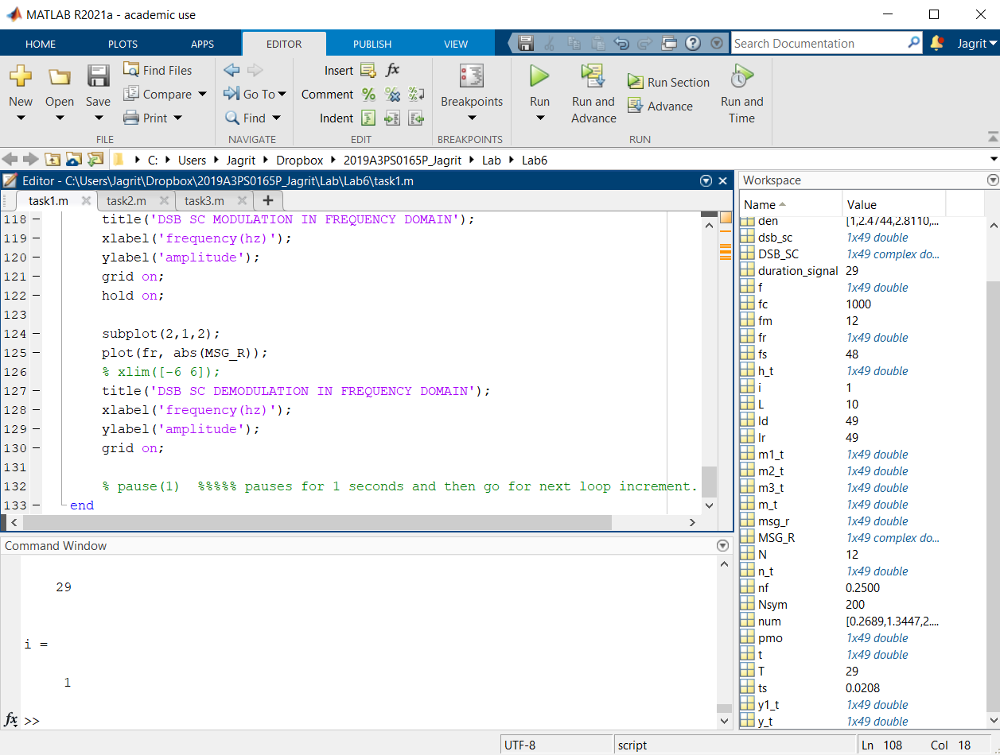 MATLAB R2021a - academic use
HOME PLOTS APPS EDITOR PUBLISH VIEW Search Documentation Jagrit
New Open Save Find Files Compare Print Go To Find Insert fx Comment Indent Breakpoints Run Run and Advance Run Section Advance Run and Time
FILE NAVIGATE EDIT BREAKPOINTS RUN
C: Users Jagrit Dropbox 2019A3PS0165P_Jagrit Lab Lab6
Editor - C:\Users\Jagrit\Dropbox\2019A3PS0165P_Jagrit\Lab\Lab6\task1.m
task1.m task2.m task3.m
118 title('DSB SC MODULATION IN FREQUENCY DOMAIN');
119 xlabel('frequency(hz)');
120 ylabel('amplitude');
121 grid on;
122 hold on;
123
124 subplot(2,1,2);
125 plot(fr, abs(MSG_R));
126 % xlim([-6 6]);
127 title('DSB SC DEMODULATION IN FREQUENCY DOMAIN');
128 xlabel('frequency(hz)');
129 ylabel('amplitude');
130 grid on;
131
132 % pause(1) %%%%% pauses for 1 seconds and then go for next loop increment.
133 end
Command Window
29
i =
1
fx >>
Workspace
Name Value
den [1,2.4744,2.8110,...
dsb_sc 1x49 double
DSB_SC 1x49 complex do...
duration_signal 29
f 1x49 double
fc 1000
fm 12
fr 1x49 double
fs 48
h_t 1x49 double
i 1
L 10
ld 49
lr 49
m1_t 1x49 double
m2_t 1x49 double
m3_t 1x49 double
m_t 1x49 double
msg_r 1x49 double
MSG_R 1x49 complex do...
N 12
n_t 1x49 double
nf 0.2500
Nsym 200
num [0.2689,1.3447,2....
pmo 1x49 double
t 1x49 double
T 29
ts 0.0208
y1_t 1x49 double
y_t 1x49 double
UTF-8 script Ln 108 Col 18